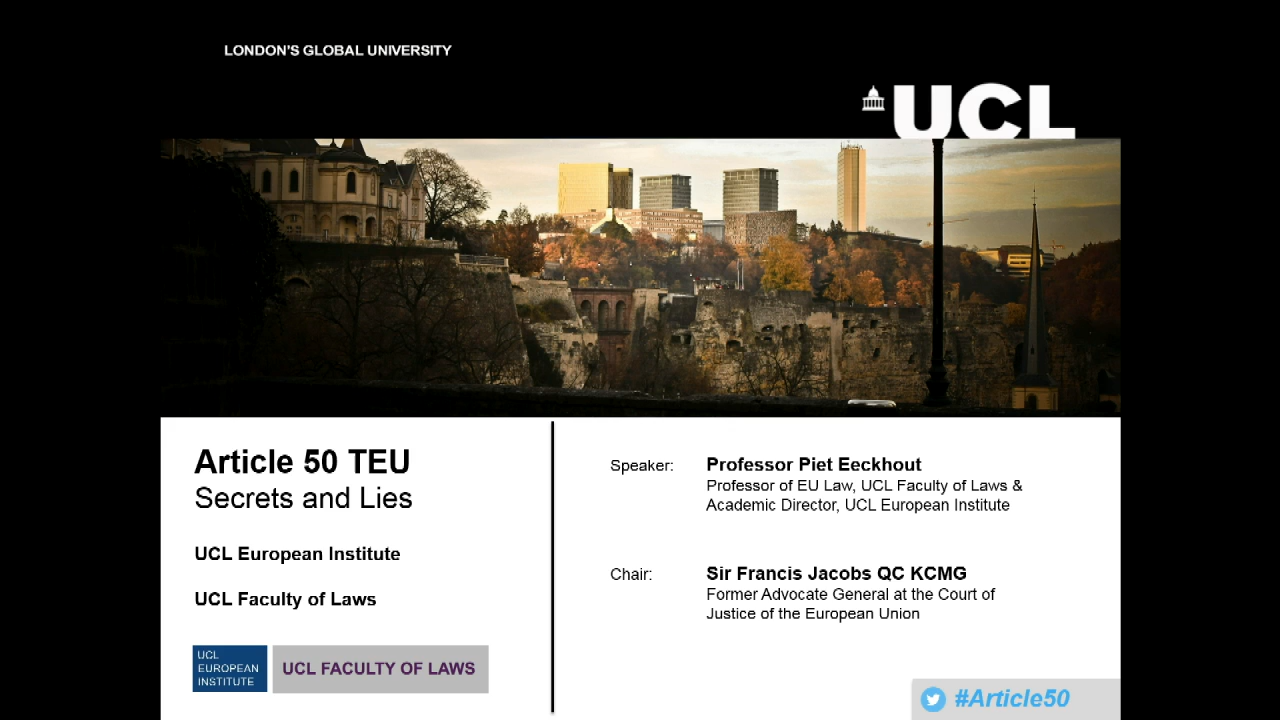 LONDON'S GLOBAL UNIVERSITY
UCL
Article 50 TEU
Secrets and Lies
UCL European Institute
UCL Faculty of Laws
UCL
EUROPEAN
INSTITUTE
UCL FACULTY OF LAWS
Speaker:
Professor Piet Eeckhout
Professor of EU Law, UCL Faculty of Laws &
Academic Director, UCL European Institute
Chair:
Sir Francis Jacobs QC KCMG
Former Advocate General at the Court of
Justice of the European Union
#Article50